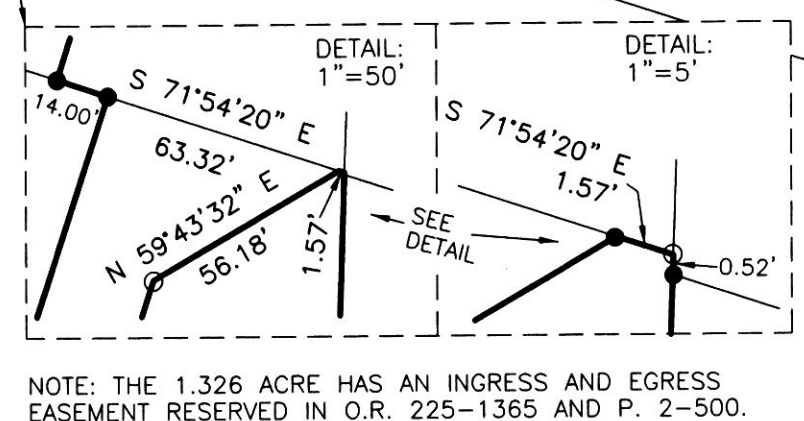 DETAIL:
1"=50'
S 71°54'20" E
14.00'
63.32'
N 59°43'32" E
56.18'
1.57'
SEE
DETAIL
DETAIL:
1"=5'
S 71°54'20" E
1.57'
0.52'
NOTE: THE 1.326 ACRE HAS AN INGRESS AND EGRESS
EASEMENT RESERVED IN O.R. 225-1365 AND P. 2-500.